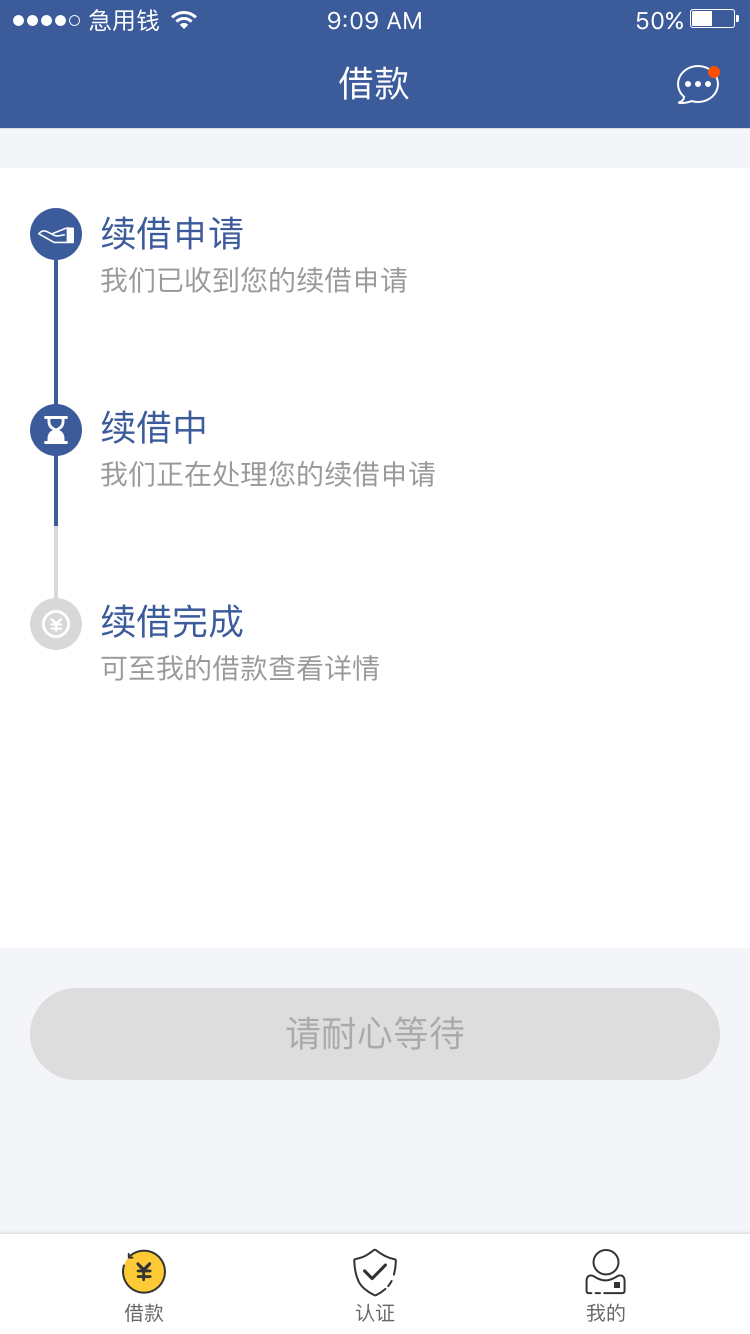 急用钱
9:09 AM
50%
借款
续借申请
我们已收到您的续借申请
续借中
我们正在处理您的续借申请
续借完成
可至我的借款查看详情
请耐心等待
借款
认证
我的